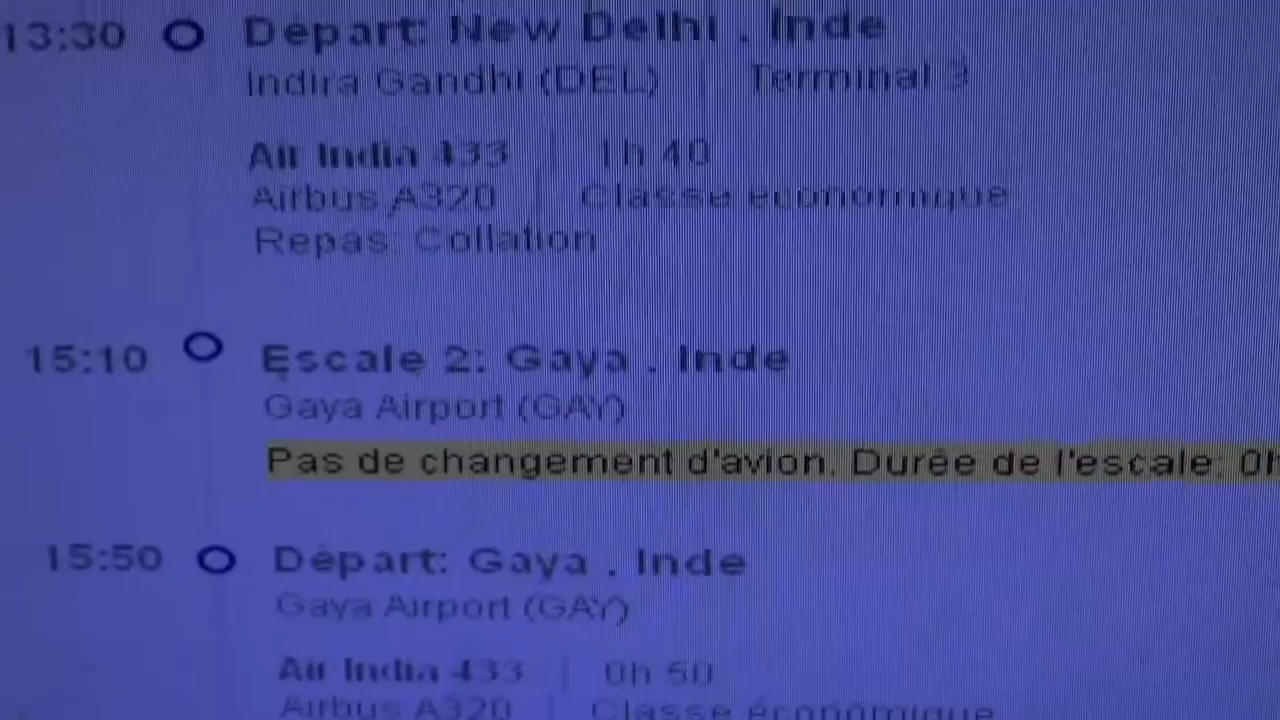 13:30 Départ: New Delhi . Inde
Indira Gandhi (DEL) | Terminal 3
Air India 433 | 1h 40
Airbus A320 | Classe économique
Repas: Collation
15:10 Escale 2: Gaya . Inde
Gaya Airport (GAY)
Pas de changement d'avion. Durée de l'escale: 0h
15:50 Départ: Gaya . Inde
Gaya Airport (GAY)
Air India 433 | 0h 50
Airbus A320 | Classe économique